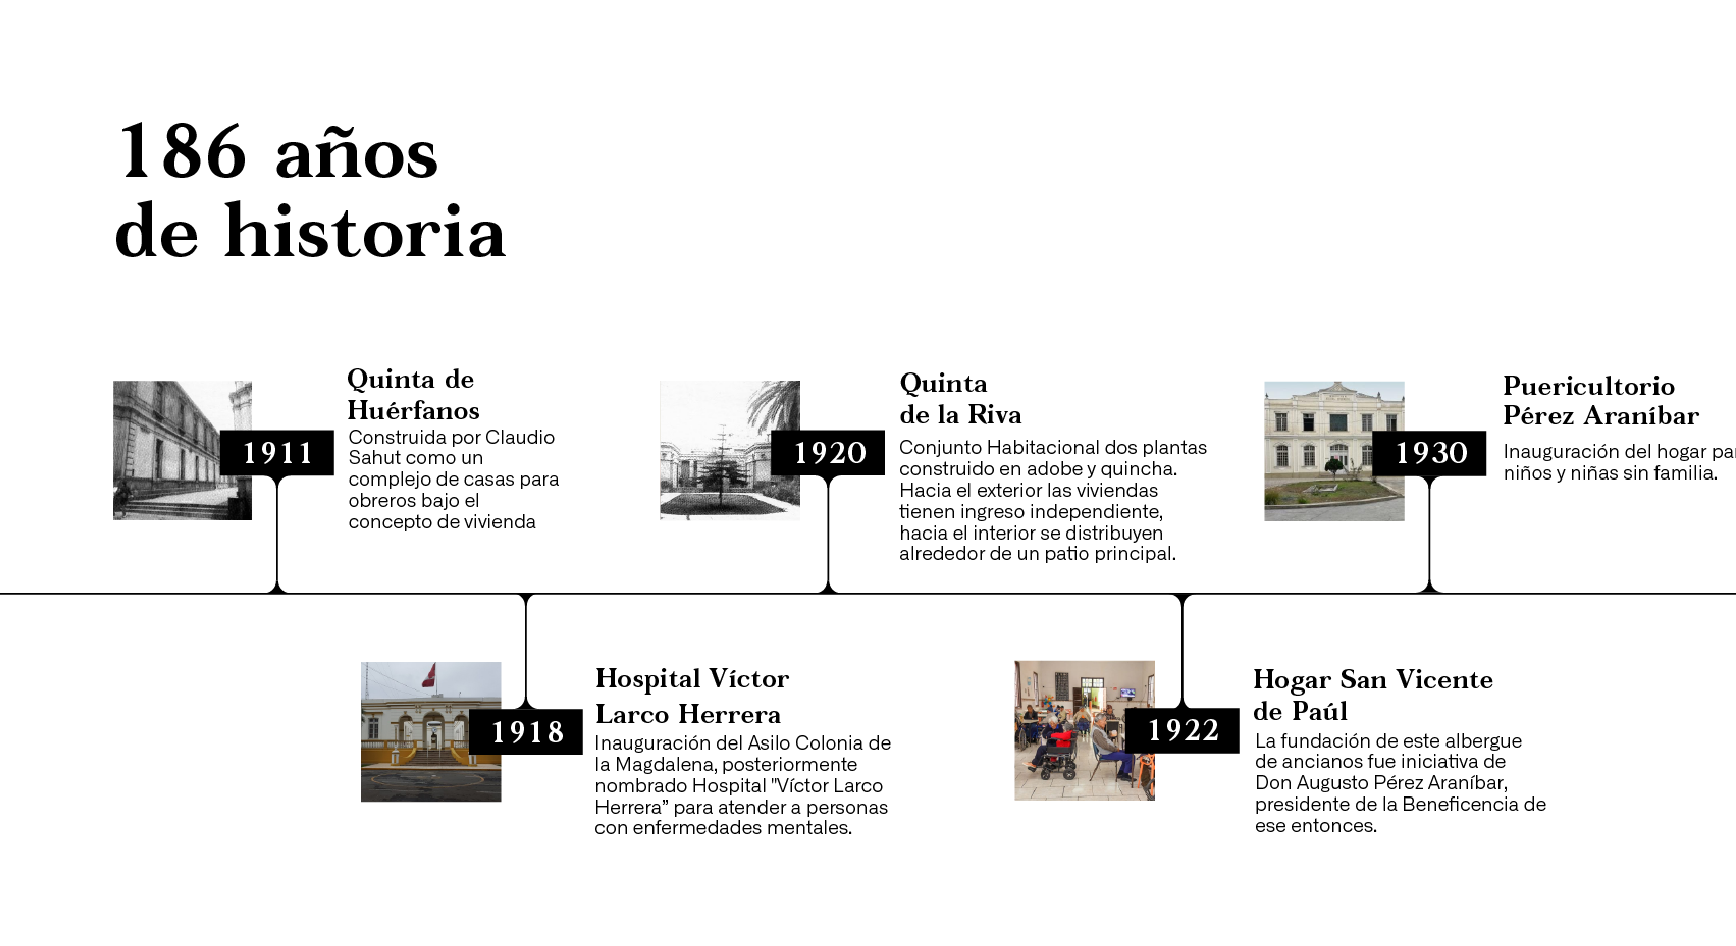 186 años
de historia
1911
Quinta de
Huérfanos
Construida por Claudio
Sahut como un
complejo de casas para
obreros bajo el
concepto de vivienda
1918
Hospital Víctor
Larco Herrera
Inauguración del Asilo Colonia de
la Magdalena, posteriormente
nombrado Hospital "Víctor Larco
Herrera” para atender a personas
con enfermedades mentales.
1920
Quinta
de la Riva
Conjunto Habitacional dos plantas
construido en adobe y quincha.
Hacia el exterior las viviendas
tienen ingreso independiente,
hacia el interior se distribuyen
alrededor de un patio principal.
1922
Hogar San Vicente
de Paúl
La fundación de este albergue
de ancianos fue iniciativa de
Don Augusto Pérez Araníbar,
presidente de la Beneficencia de
ese entonces.
1930
Puericultorio
Pérez Araníbar
Inauguración del hogar
niños y niñas sin familia.